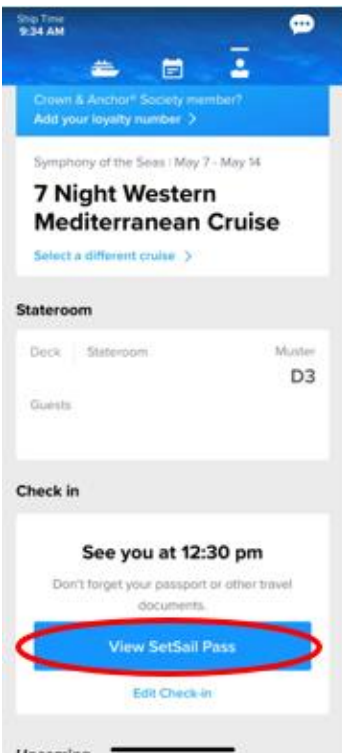 Ship Time
9:34 AM
Crown & Anchor® Society member?
Add your loyalty number >
Symphony of the Seas | May 7 - May 14
7 Night Western
Mediterranean Cruise
Select a different cruise >
Stateroom
Deck Stateroom Muster
D3
Guests
Check in
See you at 12:30 pm
Don't forget your passport or other travel
documents.
View SetSail Pass
Edit Check-in
Upcoming